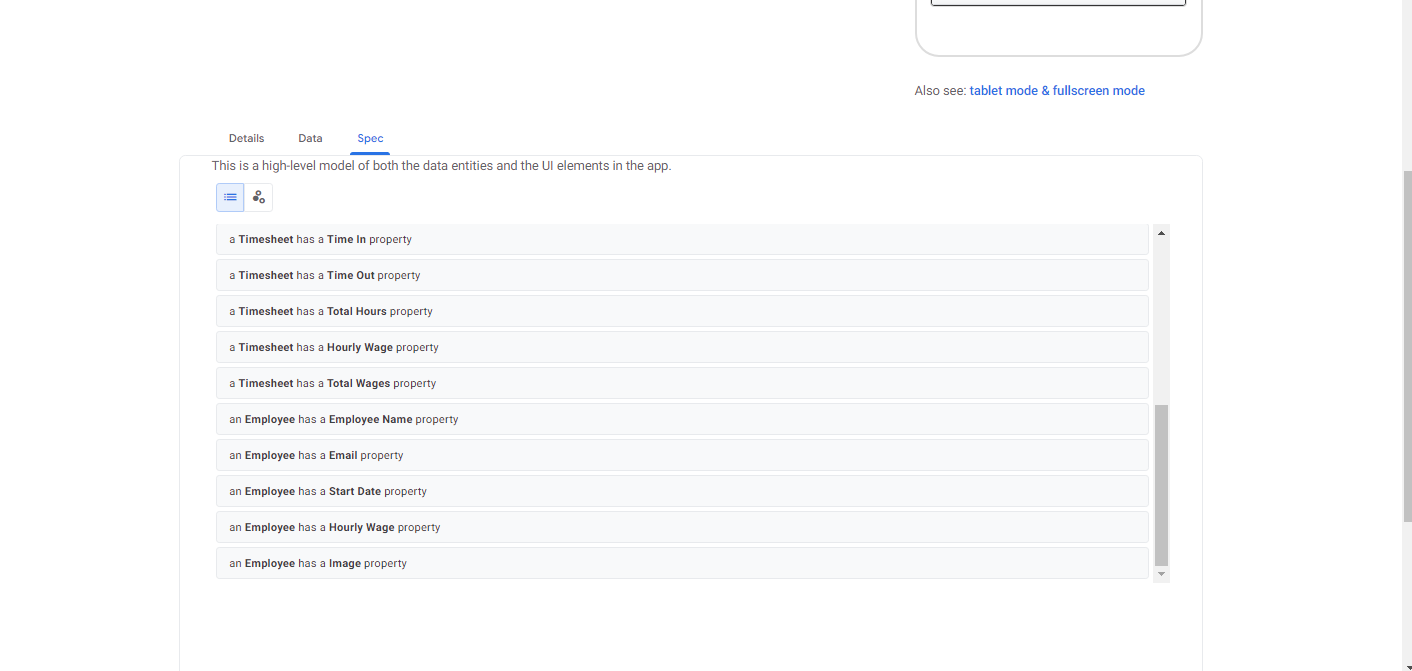 Also see: tablet mode & fullscreen mode
Details Data Spec
This is a high-level model of both the data entities and the UI elements in the app.
a Timesheet has a Time In property
a Timesheet has a Time Out property
a Timesheet has a Total Hours property
a Timesheet has a Hourly Wage property
a Timesheet has a Total Wages property
an Employee has a Employee Name property
an Employee has a Email property
an Employee has a Start Date property
an Employee has a Hourly Wage property
an Employee has a Image property